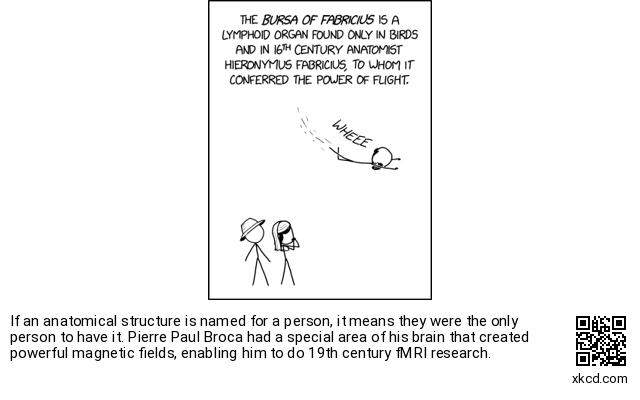 THE BURSA OF FABRICIUS IS A
LYMPHOID ORGAN FOUND ONLY IN BIRDS
AND IN 16TH CENTURY ANATOMIST
HIERONYMUS FABRICIUS, TO WHOM IT
CONFERRED THE POWER OF FLIGHT.
WHEEE
If an anatomical structure is named for a person, it means they were the only
person to have it. Pierre Paul Broca had a special area of his brain that created
powerful magnetic fields, enabling him to do 19th century fMRI research.
xkcd.com